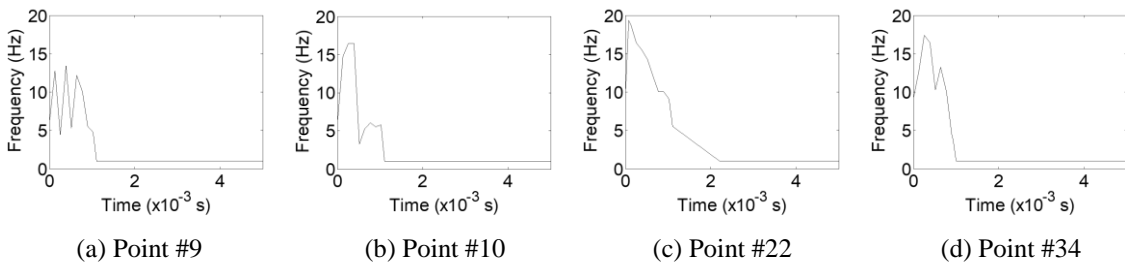 20
15
10
5
0
Frequency (Hz)
0 2 4
Time (x10⁻³ s)
(a) Point #9
20
15
10
5
0
Frequency (Hz)
0 2 4
Time (x10⁻³ s)
(b) Point #10
20
15
10
5
0
Frequency (Hz)
0 2 4
Time (x10⁻³ s)
(c) Point #22
20
15
10
5
0
Frequency (Hz)
0 2 4
Time (x10⁻³ s)
(d) Point #34